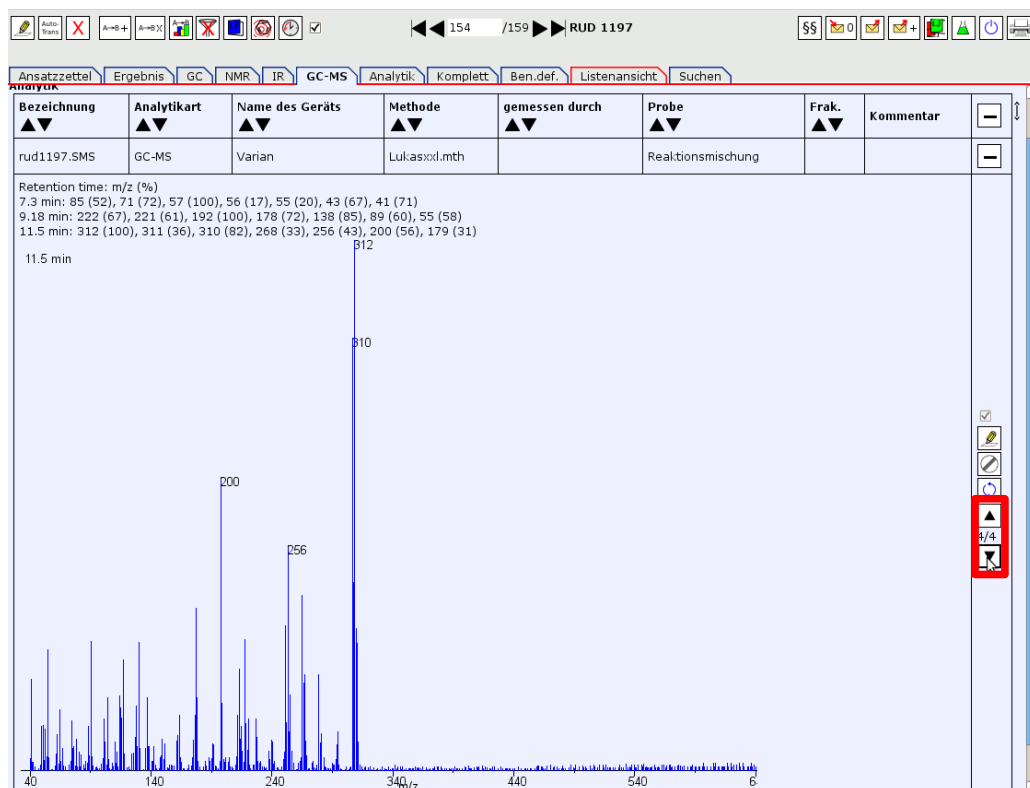 Auto-Trans A→B+ A→BX A→B 154 /159 RUD 1197 §§ 0 +
Ansatzzettel Ergebnis GC NMR IR GC-MS Analytik Komplett Ben.def. Listenansicht Suchen
Analytik
Bezeichnung Analytikart Name des Geräts Methode gemessen durch Probe Frak. Kommentar
rud1197.SMS GC-MS Varian Lukasxxl.mth Reaktionsmischung
Retention time: m/z (%)
7.3 min: 85 (52), 71 (72), 57 (100), 56 (17), 55 (20), 43 (67), 41 (71)
9.18 min: 222 (67), 221 (61), 192 (100), 178 (72), 138 (85), 89 (60), 55 (58)
11.5 min: 312 (100), 311 (36), 310 (82), 268 (33), 256 (43), 200 (56), 179 (31)
312
11.5 min
310
200
4/4
256
40 140 240 340 m/z 440 540 6